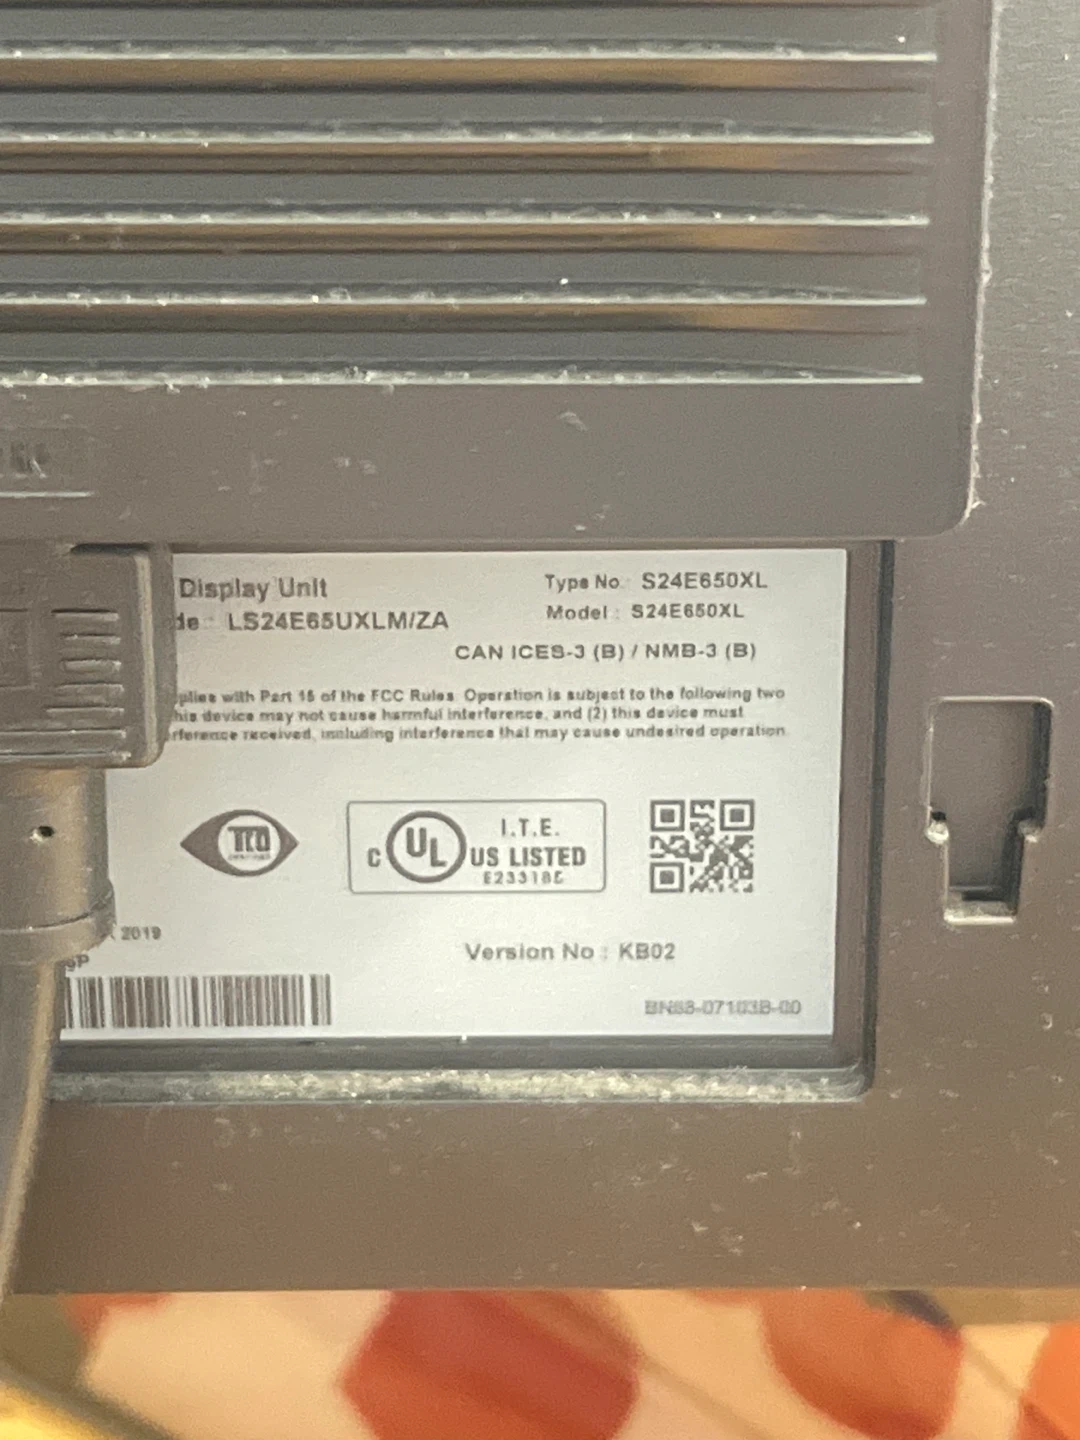 Display Unit
Type No. S24E650XL
de : LS24E65UXLM/ZA
Model : S24E650XL
CAN ICES-3 (B) / NMB-3 (B)
plies with Part 15 of the FCC Rules. Operation is subject to the following two
his device may not cause harmful interference, and (2) this device must
rference received, including interference that may cause undesired operation.
TCO
C UL US LISTED
I.T.E.
2019
Version No : KB02
9P